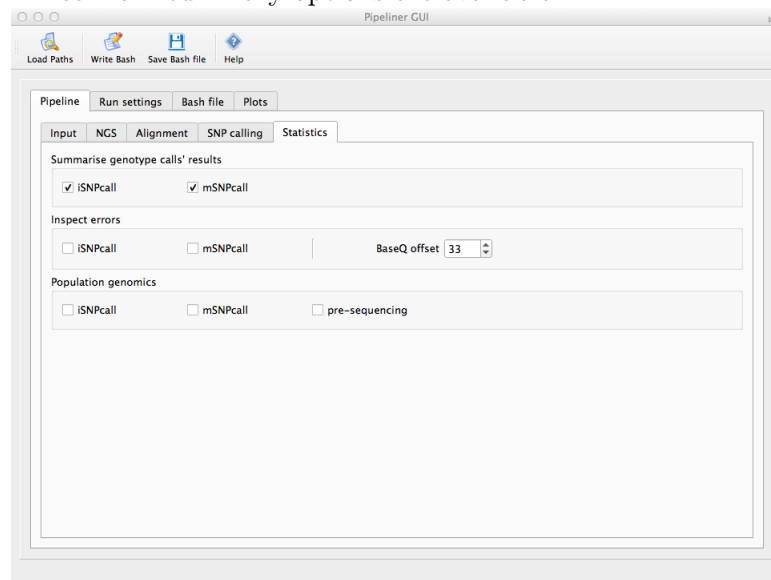 Pipeliner GUI
Load Paths Write Bash Save Bash file Help
Pipeline Run settings Bash file Plots
Input NGS Alignment SNP calling Statistics
Summarise genotype calls' results
iSNPcall mSNPcall
Inspect errors
iSNPcall mSNPcall BaseQ offset 33
Population genomics
iSNPcall mSNPcall pre-sequencing